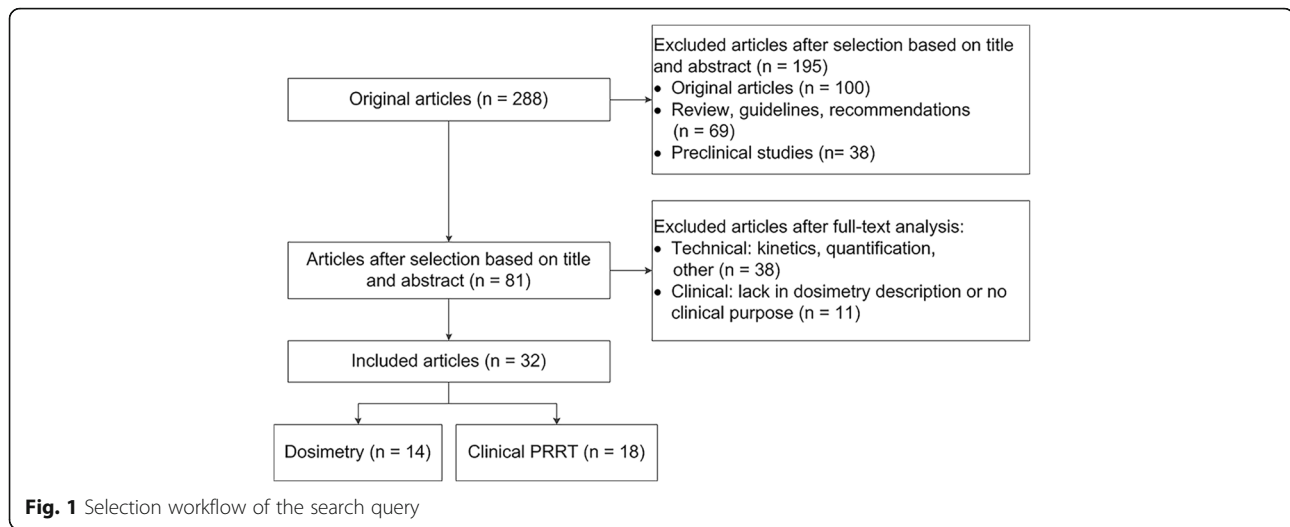 Original articles (n = 288)
Excluded articles after selection based on title
and abstract (n = 195)
• Original articles (n = 100)
• Review, guidelines, recommendations
(n = 69)
• Preclinical studies (n= 38)
Articles after selection based on title
and abstract (n = 81)
Excluded articles after full-text analysis:
• Technical: kinetics, quantification,
other (n = 38)
• Clinical: lack in dosimetry description or no
clinical purpose (n = 11)
Included articles (n = 32)
Dosimetry (n = 14)
Clinical PRRT (n = 18)
Fig. 1 Selection workflow of the search query